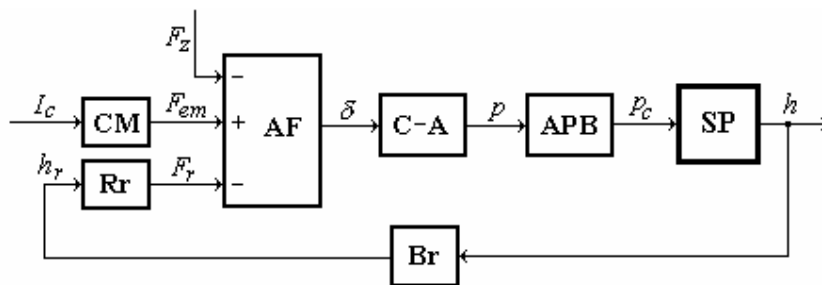 F_z
I_c CM F_em AF δ C-A p APB p_c SP h
h_r Rr F_r
Br
− + −